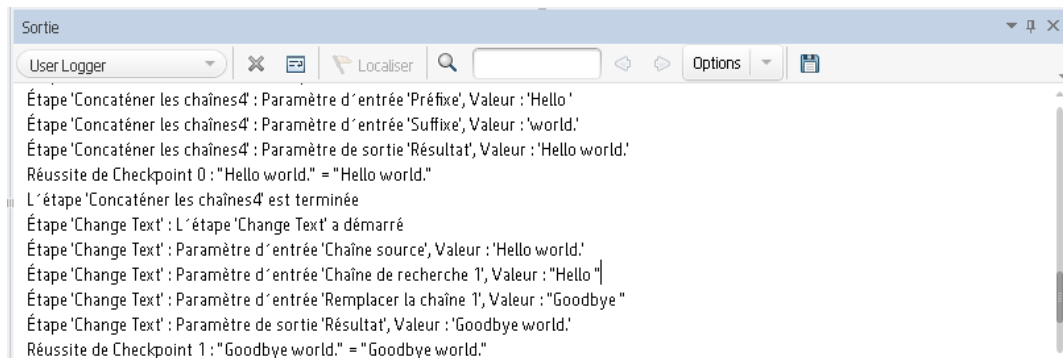 Sortie
User Logger
Localiser
Options
Étape 'Concaténer les chaînes4' : Paramètre d´entrée 'Préfixe', Valeur : 'Hello '
Étape 'Concaténer les chaînes4' : Paramètre d´entrée 'Suffixe', Valeur : 'world.'
Étape 'Concaténer les chaînes4' : Paramètre de sortie 'Résultat', Valeur : 'Hello world.'
Réussite de Checkpoint 0 : "Hello world." = "Hello world."
L´étape 'Concaténer les chaînes4' est terminée
Étape 'Change Text' : L´étape 'Change Text' a démarré
Étape 'Change Text' : Paramètre d´entrée 'Chaîne source', Valeur : 'Hello world.'
Étape 'Change Text' : Paramètre d´entrée 'Chaîne de recherche 1', Valeur : "Hello "
Étape 'Change Text' : Paramètre d´entrée 'Remplacer la chaîne 1', Valeur : "Goodbye "
Étape 'Change Text' : Paramètre de sortie 'Résultat', Valeur : 'Goodbye world.'
Réussite de Checkpoint 1 : "Goodbye world." = "Goodbye world."